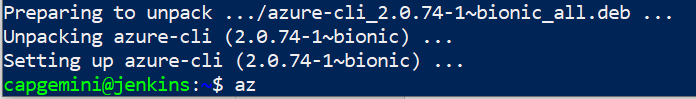 Preparing to unpack .../azure-cli_2.0.74-1~bionic_all.deb ...
Unpacking azure-cli (2.0.74-1~bionic) ...
Setting up azure-cli (2.0.74-1~bionic) ...
capgemini@jenkins:~$ az